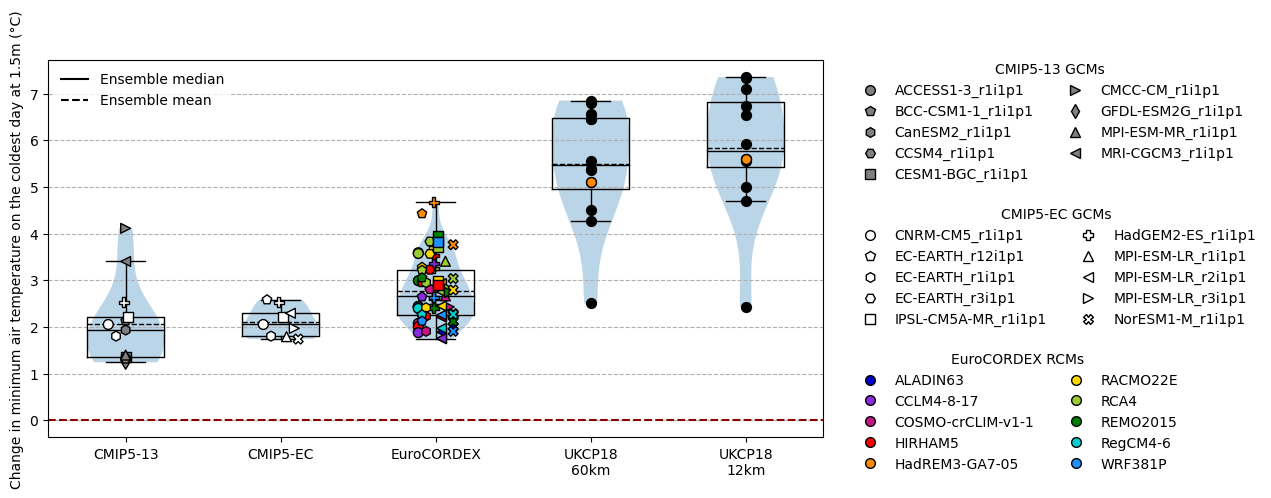 Change in minimum air temperature on the coldest day at 1.5m (°C)
Ensemble median
Ensemble mean
7
6
5
4
3
2
1
0
CMIP5-13
CMIP5-EC
EuroCORDEX
UKCP18
60km
UKCP18
12km
CMIP5-13 GCMs
ACCESS1-3_r1i1p1
BCC-CSM1-1_r1i1p1
CanESM2_r1i1p1
CCSM4_r1i1p1
CESM1-BGC_r1i1p1
CMCC-CM_r1i1p1
GFDL-ESM2G_r1i1p1
MPI-ESM-MR_r1i1p1
MRI-CGCM3_r1i1p1
CMIP5-EC GCMs
CNRM-CM5_r1i1p1
EC-EARTH_r12i1p1
EC-EARTH_r1i1p1
EC-EARTH_r3i1p1
IPSL-CM5A-MR_r1i1p1
HadGEM2-ES_r1i1p1
MPI-ESM-LR_r1i1p1
MPI-ESM-LR_r2i1p1
MPI-ESM-LR_r3i1p1
NorESM1-M_r1i1p1
EuroCORDEX RCMs
ALADIN63
CCLM4-8-17
COSMO-crCLIM-v1-1
HIRHAM5
HadREM3-GA7-05
RACMO22E
RCA4
REMO2015
RegCM4-6
WRF381P